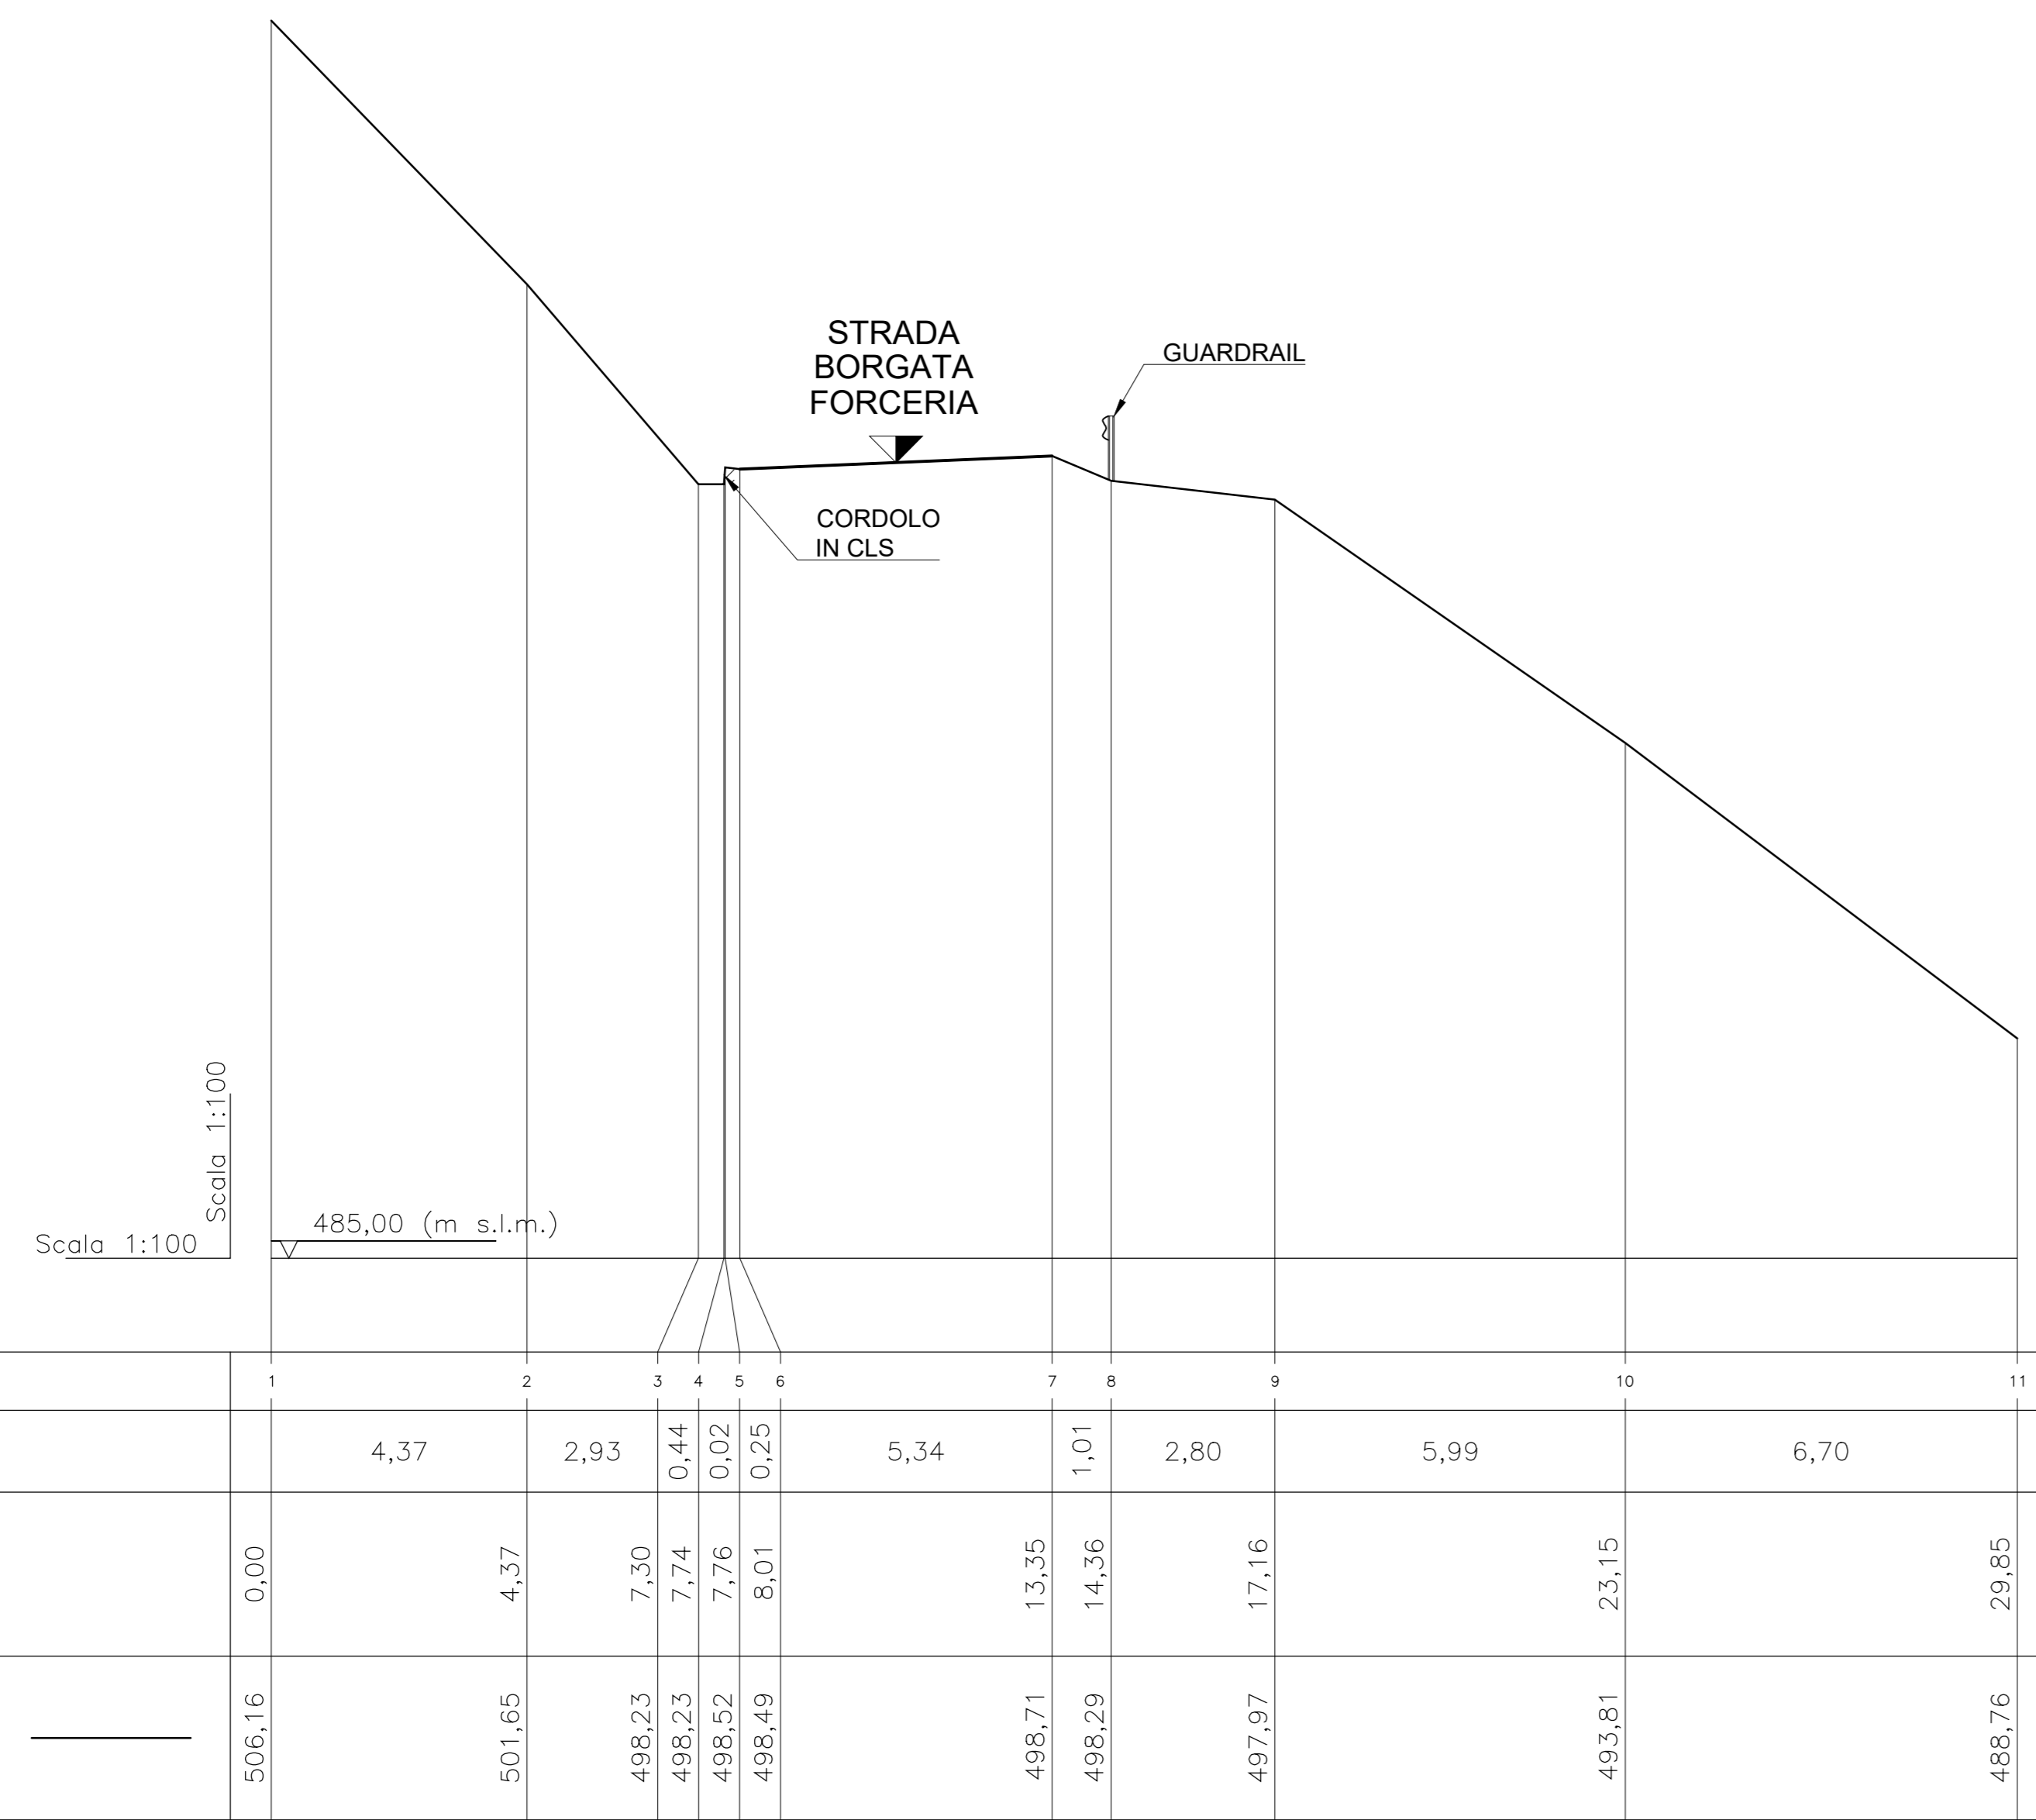 STRADA
BORGATA
FORCERIA
GUARDRAIL
CORDOLO
IN CLS
Scala 1:100
485,00 (m s.l.m.)
Scala 1:100
1 2 3 4 5 6 7 8 9 10 11
4,37 2,93 0,44 0,02 0,25 5,34 1,01 2,80 5,99 6,70
0,00 4,37 7,30 7,74 7,76 8,01 13,35 14,36 17,16 23,15 29,85
506,16 501,65 498,23 498,23 498,52 498,49 498,71 498,29 497,97 493,81 488,76